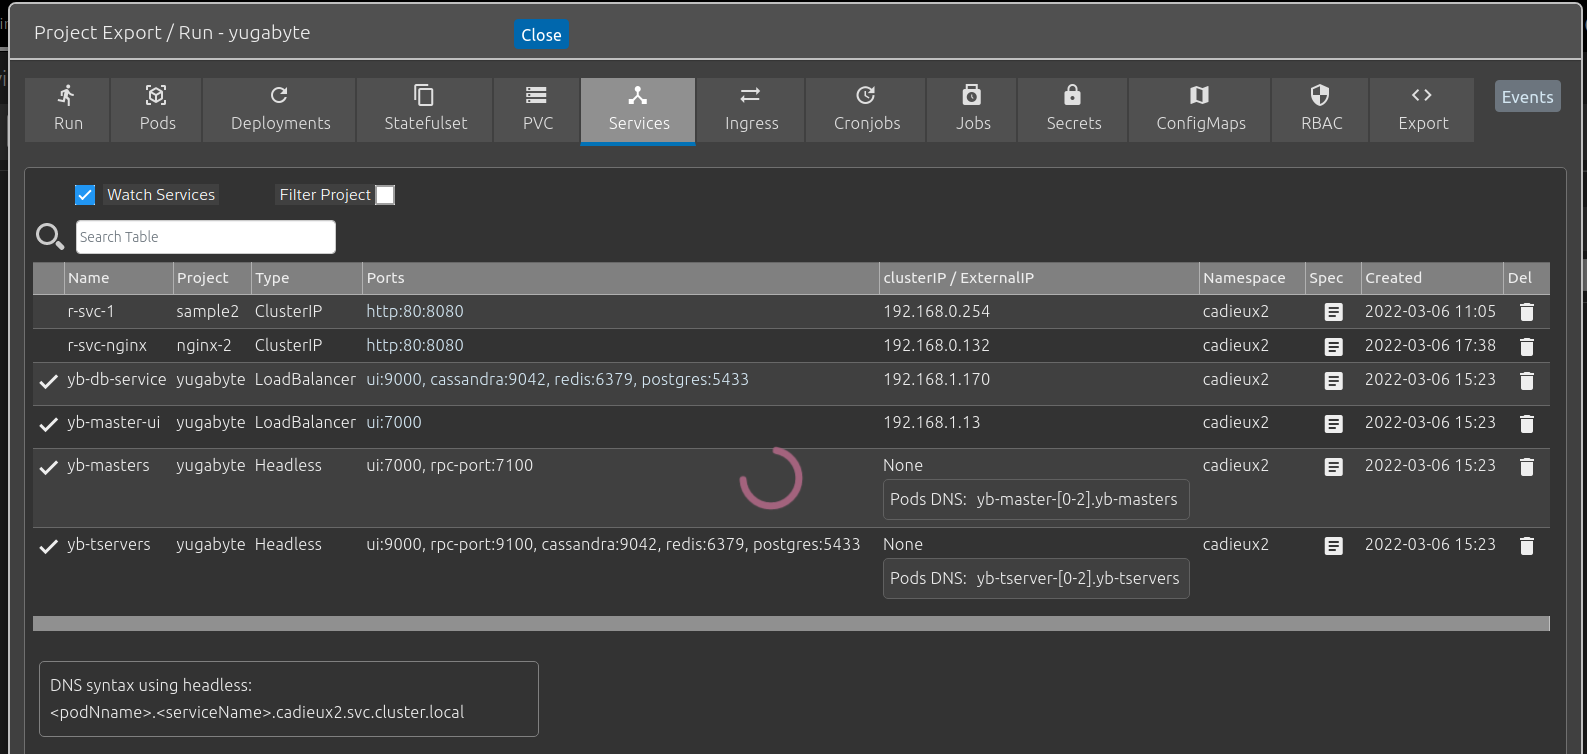 Project Export / Run - yugabyte Close
Run Pods Deployments Statefulset PVC Services Ingress Cronjobs Jobs Secrets ConfigMaps RBAC Export Events
Watch Services Filter Project
Search Table
Name Project Type Ports clusterIP / ExternalIP Namespace Spec Created Del
r-svc-1 sample2 ClusterIP http:80:8080 192.168.0.254 cadieux2 2022-03-06 11:05
r-svc-nginx nginx-2 ClusterIP http:80:8080 192.168.0.132 cadieux2 2022-03-06 17:38
yb-db-service yugabyte LoadBalancer ui:9000, cassandra:9042, redis:6379, postgres:5433 192.168.1.170 cadieux2 2022-03-06 15:23
yb-master-ui yugabyte LoadBalancer ui:7000 192.168.1.13 cadieux2 2022-03-06 15:23
yb-masters yugabyte Headless ui:7000, rpc-port:7100 None cadieux2 2022-03-06 15:23
Pods DNS: yb-master-[0-2].yb-masters
yb-tservers yugabyte Headless ui:9000, rpc-port:9100, cassandra:9042, redis:6379, postgres:5433 None cadieux2 2022-03-06 15:23
Pods DNS: yb-tserver-[0-2].yb-tservers
DNS syntax using headless:
<podNname>.<serviceName>.cadieux2.svc.cluster.local